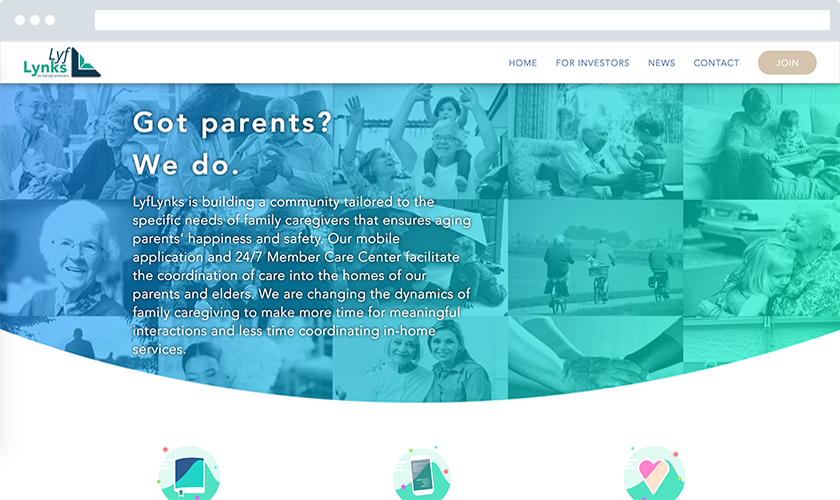 Lyf
Lynks
HOME
FOR INVESTORS
NEWS
CONTACT
JOIN
Got parents?
We do.
LyfLynks is building a community tailored to the
specific needs of family caregivers that ensures aging
parents' happiness and safety. Our mobile
application and 24/7 Member Care Center facilitate
the coordination of care into the homes of our
parents and elders. We are changing the dynamics of
family caregiving to make more time for meaningful
interactions and less time coordinating in-home
services.